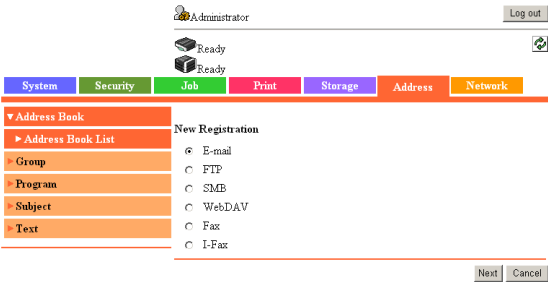 Administrator
Log out
Ready
Ready
System Security Job Print Storage Address Network
Address Book
Address Book List
Group
Program
Subject
Text
New Registration
E-mail
FTP
SMB
WebDAV
Fax
I-Fax
Next Cancel